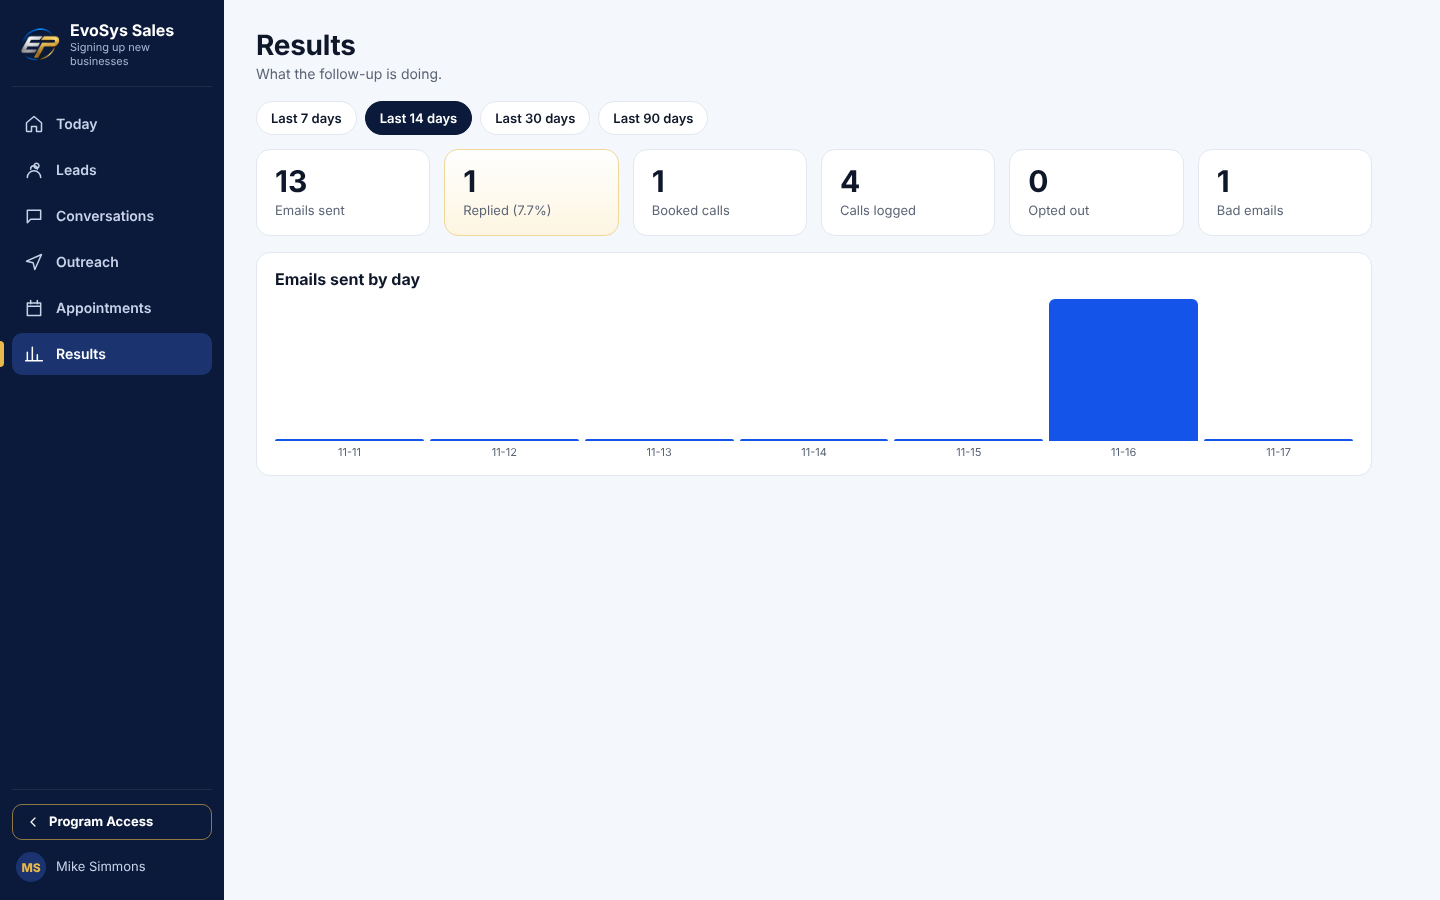 EP
EvoSys Sales
Signing up new
businesses
Today
Leads
Conversations
Outreach
Appointments
Results
Program Access
MS
Mike Simmons
Results
What the follow-up is doing.
Last 7 days
Last 14 days
Last 30 days
Last 90 days
13
Emails sent
1
Replied (7.7%)
1
Booked calls
4
Calls logged
0
Opted out
1
Bad emails
Emails sent by day
11-11
11-12
11-13
11-14
11-15
11-16
11-17